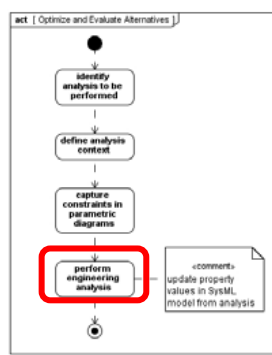 act [ Optimize and Evaluate Alternatives ]
identify
analysis to be
performed
define analysis
context
capture
constraints in
parametric
diagrams
perform
engineering
analysis
«comment»
update property
values in SysML
model from analysis